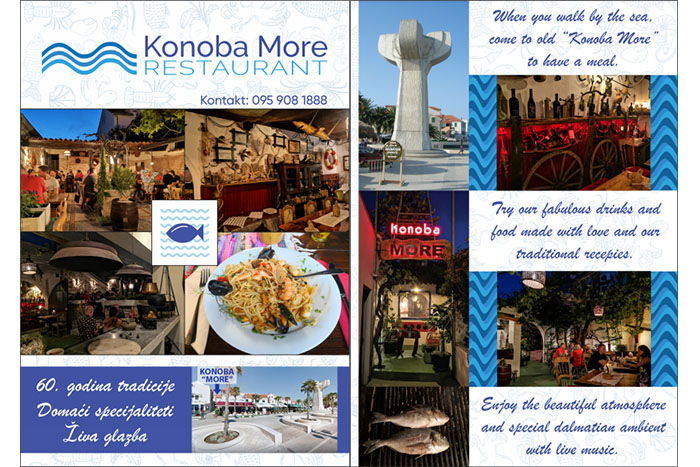 Konoba More
RESTAURANT
Kontakt: 095 908 1888
60. godina tradicije
Domaći specijaliteti
Živa glazba
KONOBA
"MORE"
When you walk by the sea,
come to old "Konoba More"
to have a meal.
Konoba
MORE
Try our fabulous drinks and
food made with love and our
traditional recepies.
Enjoy the beautiful atmosphere
and special dalmatian ambient
with live music.